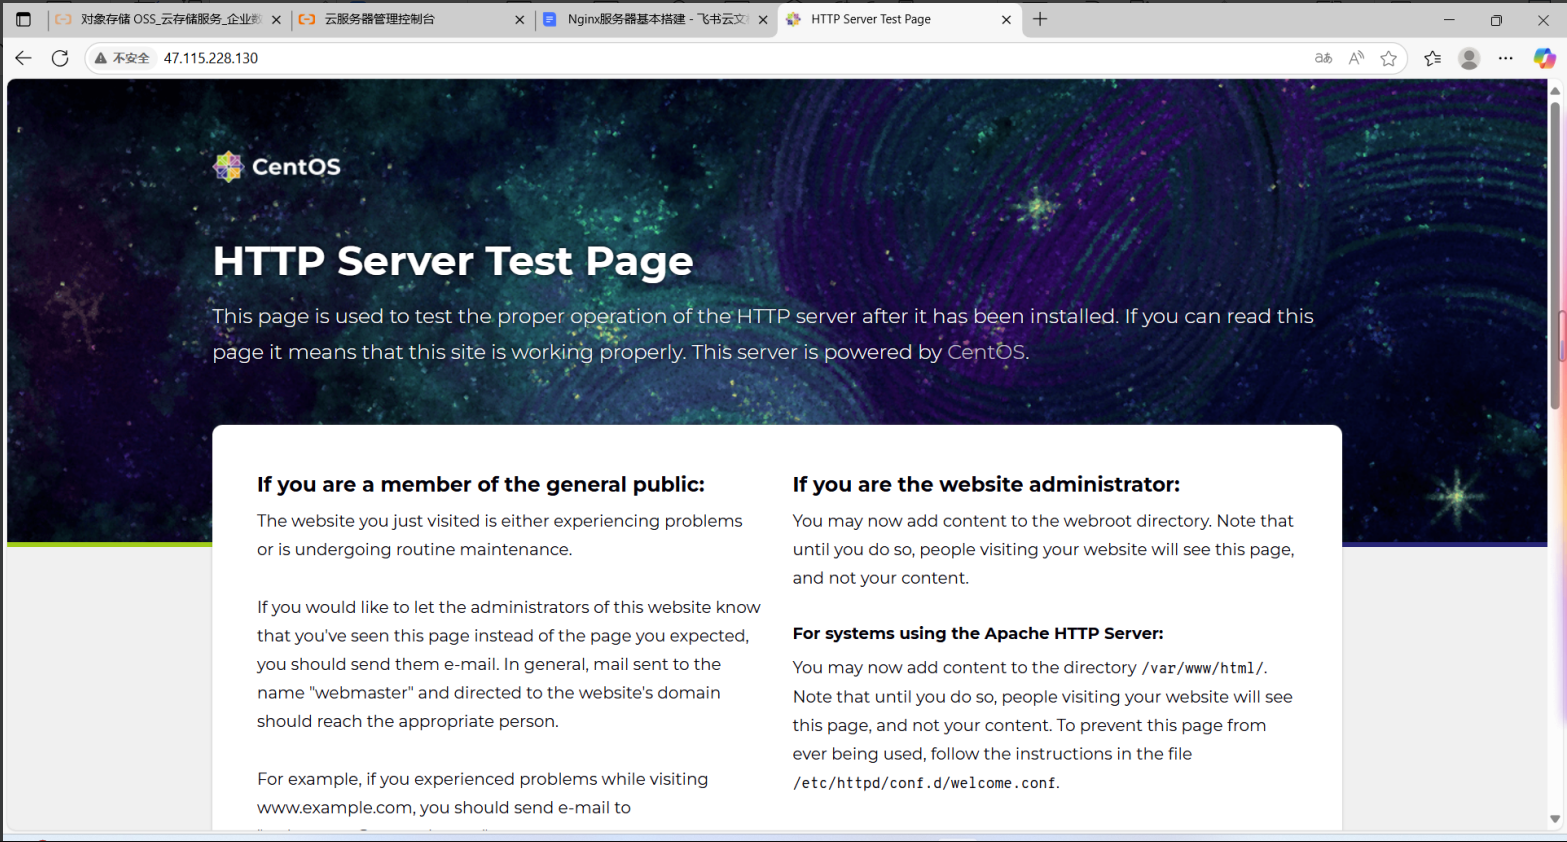 对象存储 OSS_云存储服务_企业数
云服务器管理控制台
Nginx服务器基本搭建 - 飞书云文
HTTP Server Test Page
不安全
47.115.228.130
CentOS
HTTP Server Test Page
This page is used to test the proper operation of the HTTP server after it has been installed. If you can read this
page it means that this site is working properly. This server is powered by CentOS.
If you are a member of the general public:
The website you just visited is either experiencing problems
or is undergoing routine maintenance.
If you would like to let the administrators of this website know
that you've seen this page instead of the page you expected,
you should send them e-mail. In general, mail sent to the
name "webmaster" and directed to the website's domain
should reach the appropriate person.
For example, if you experienced problems while visiting
www.example.com, you should send e-mail to
If you are the website administrator:
You may now add content to the webroot directory. Note that
until you do so, people visiting your website will see this page,
and not your content.
For systems using the Apache HTTP Server:
You may now add content to the directory /var/www/html/.
Note that until you do so, people visiting your website will see
this page, and not your content. To prevent this page from
ever being used, follow the instructions in the file
/etc/httpd/conf.d/welcome.conf.